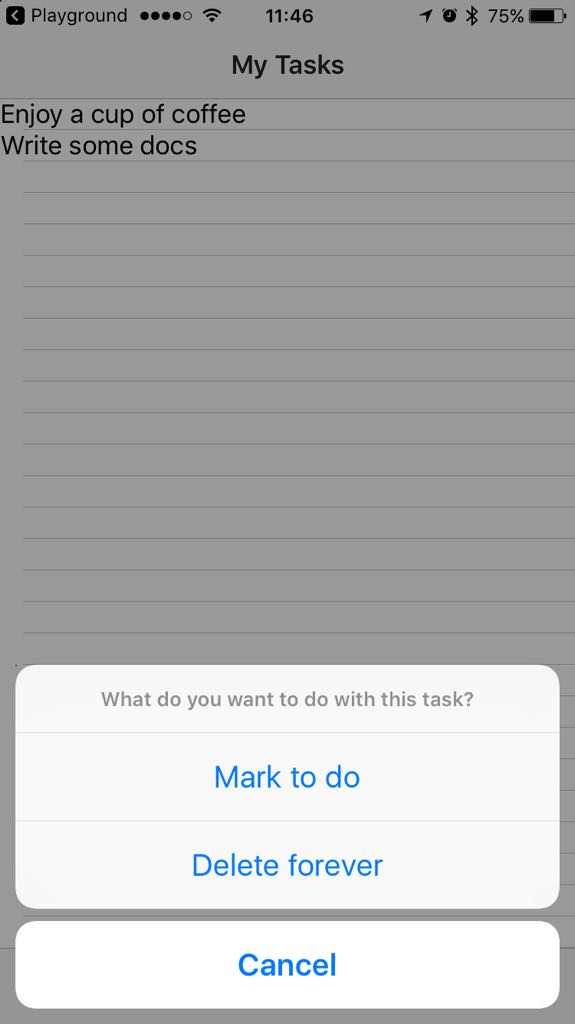 Playground 11:46 75%
My Tasks
Enjoy a cup of coffee
Write some docs
What do you want to do with this task?
Mark to do
Delete forever
Cancel